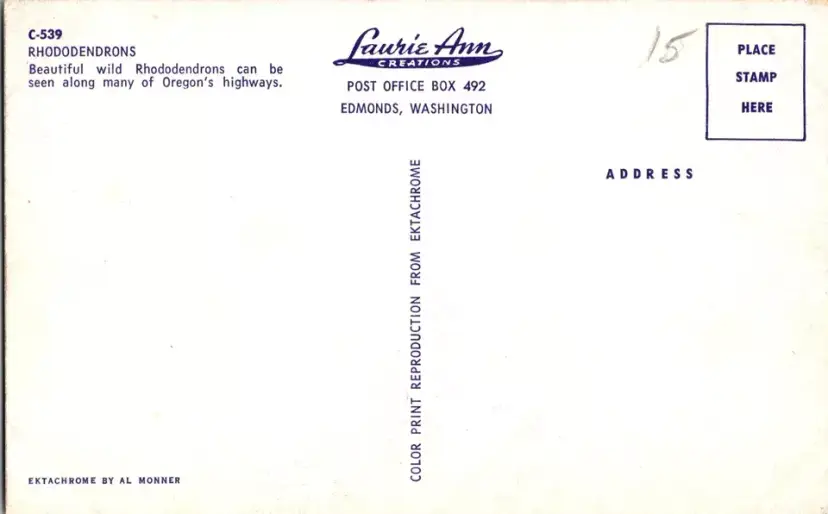 C-539
RHODODENDRONS
Beautiful wild Rhododendrons can be
seen along many of Oregon's highways.
Laurie Ann
CREATIONS
POST OFFICE BOX 492
EDMONDS, WASHINGTON
15
PLACE
STAMP
HERE
ADDRESS
COLOR PRINT REPRODUCTION FROM EKTACHROME
EKTACHROME BY AL MONNER